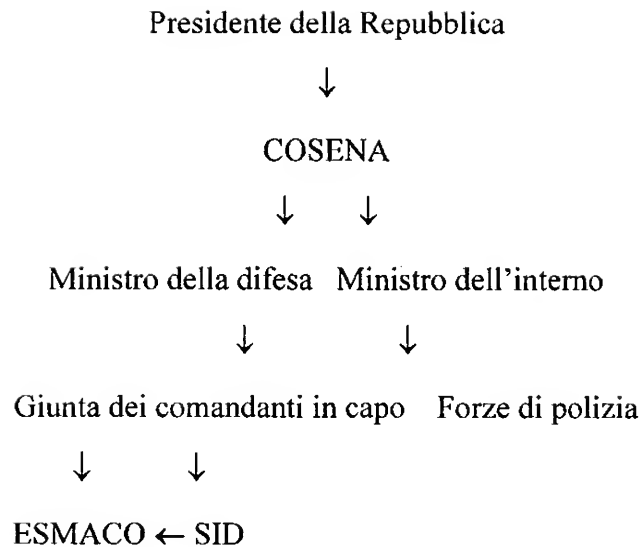 Presidente della Repubblica
↓
COSENA
↓ ↓
Ministro della difesa Ministro dell'interno
↓ ↓
Giunta dei comandanti in capo Forze di polizia
↓ ↓
ESMACO ← SID